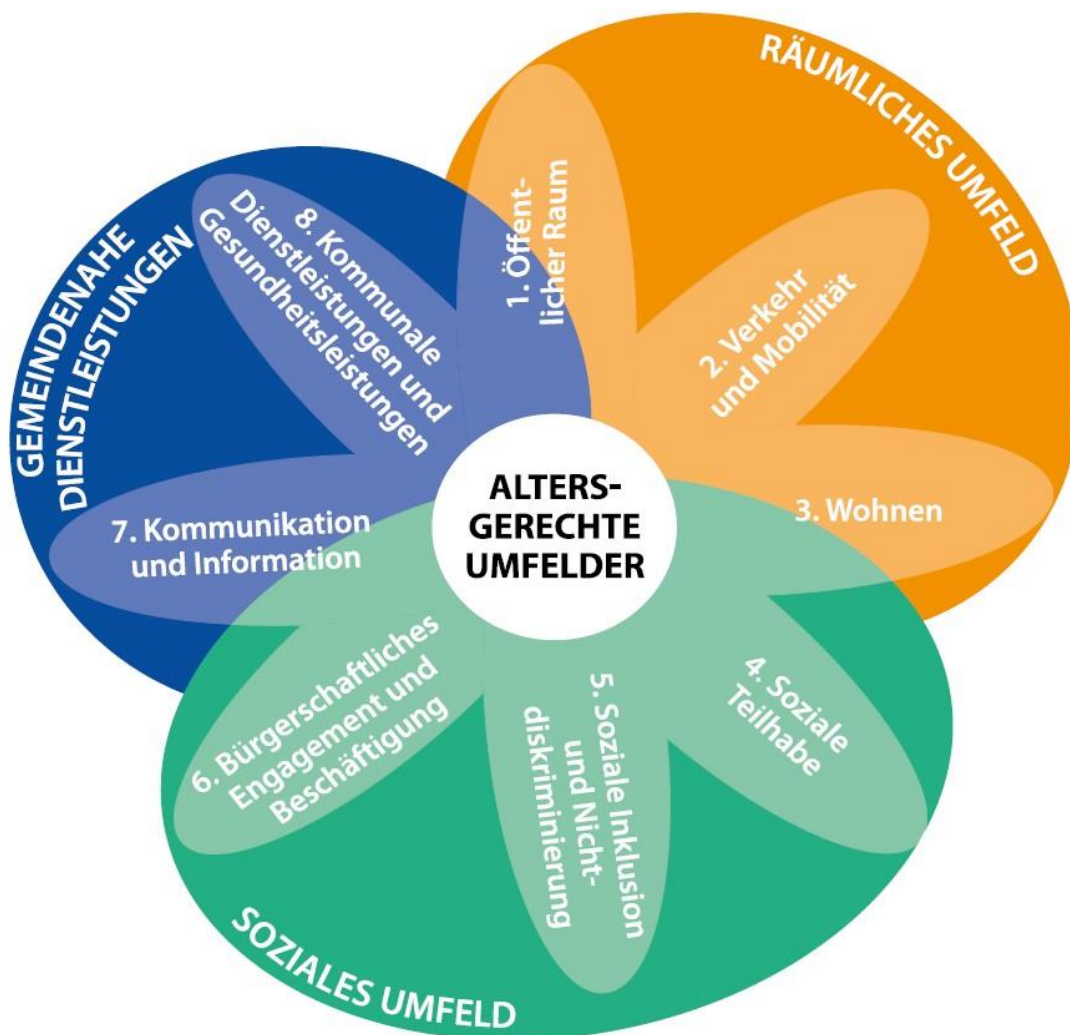 RÄUMLICHES UMFELD
1. Öffent-
licher Raum
2. Verkehr
und Mobilität
3. Wohnen
4. Soziale
Teilhabe
5. Soziale Inklusion
und Nicht-
diskriminierung
6. Bürgerschaftliches
Engagement und
Beschäftigung
7. Kommunikation
und Information
8. Kommunale
Dienstleistungen und
Gesundheitsleistungen
GEMEINDENAHE
DIENSTLEISTUNGEN
ALTERS-
GERECHTE
UMFELDER
SOZIALES UMFELD